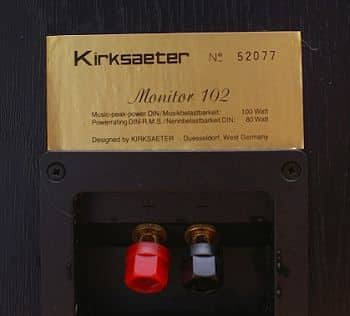 Kirksaeter No 52077
Monitor 102
Music-peak-power DIN/Musikbelastbarkeit: 100 Watt
Powerrating DIN-R.M.S./Nennbelastbarkeit DIN: 80 Watt
Designed by KIRKSAETER - Duesseldorf, West Germany